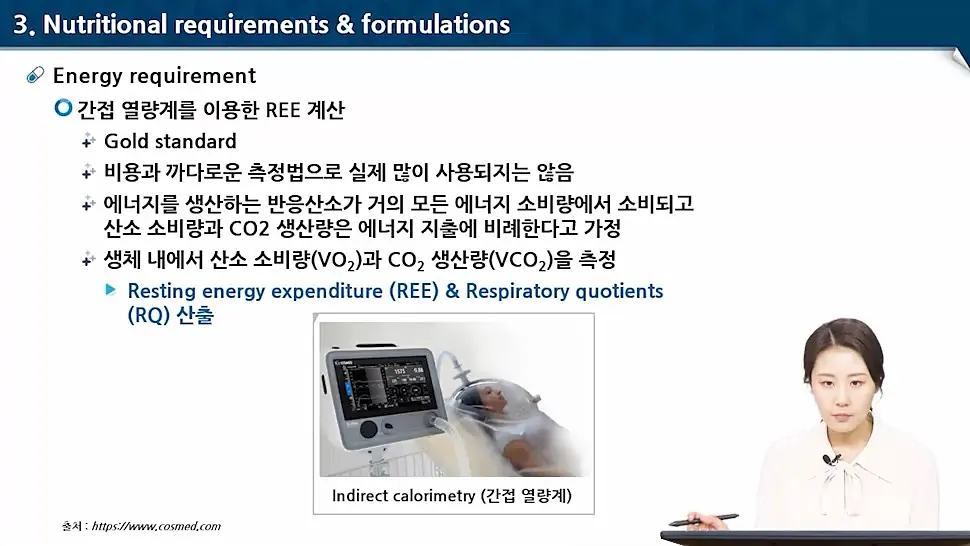 3. Nutritional requirements & formulations
Energy requirement
간접 열량계를 이용한 REE 계산
Gold standard
비용과 까다로운 측정법으로 실제 많이 사용되지는 않음
에너지를 생산하는 반응산소가 거의 모든 에너지 소비량에서 소비되고
산소 소비량과 CO2 생산량은 에너지 지출에 비례한다고 가정
생체 내에서 산소 소비량(VO₂)과 CO₂ 생산량(VCO₂)을 측정
Resting energy expenditure (REE) & Respiratory quotients
(RQ) 산출
COSMED
Indirect calorimetry (간접 열량계)
출처 : https://www.cosmed.com